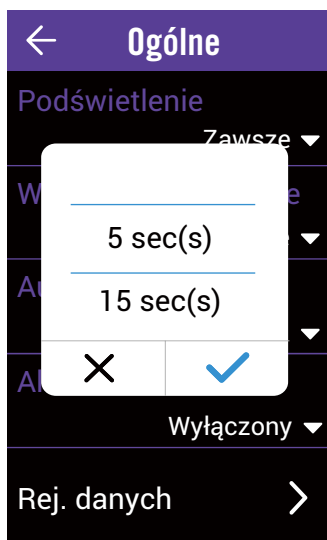 Ogólne
Podświetlenie
Zawsze
5 sec(s)
15 sec(s)
Wyłączony
Rej. danych